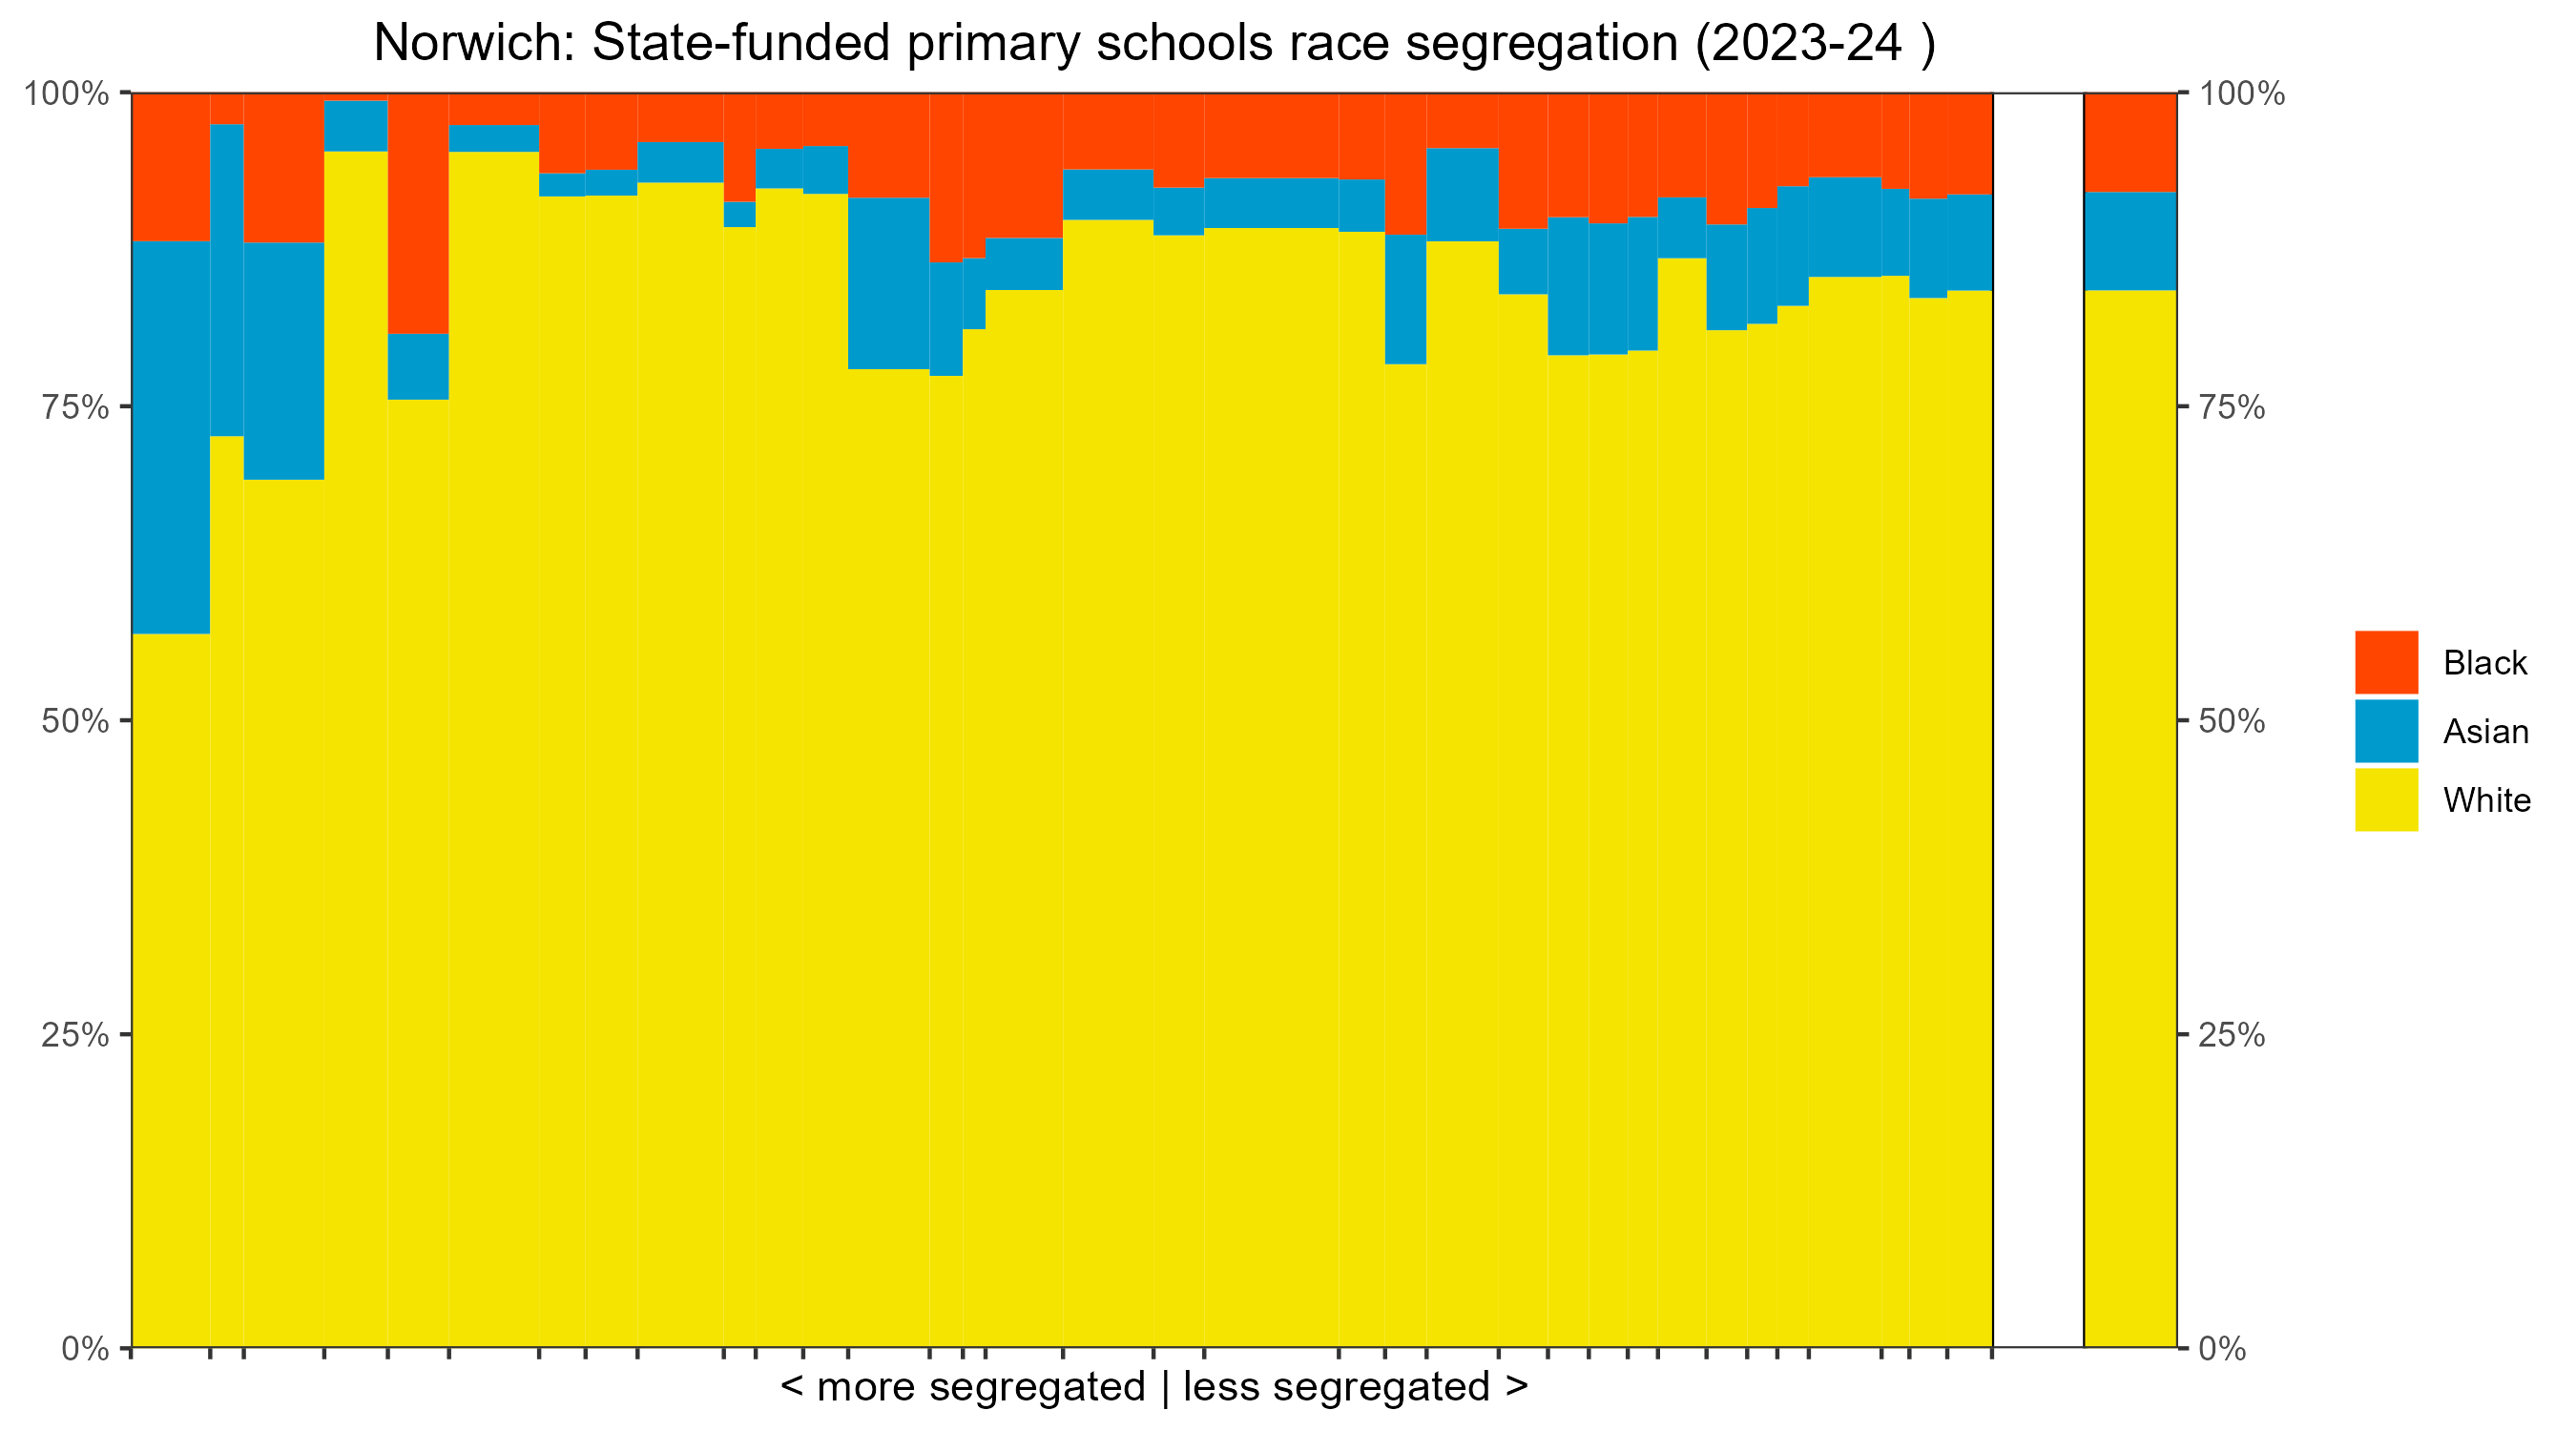 Norwich: State-funded primary schools race segregation (2023-24 )
100%
75%
50%
25%
0%
100%
75%
50%
25%
0%
Black
Asian
White
< more segregated | less segregated >